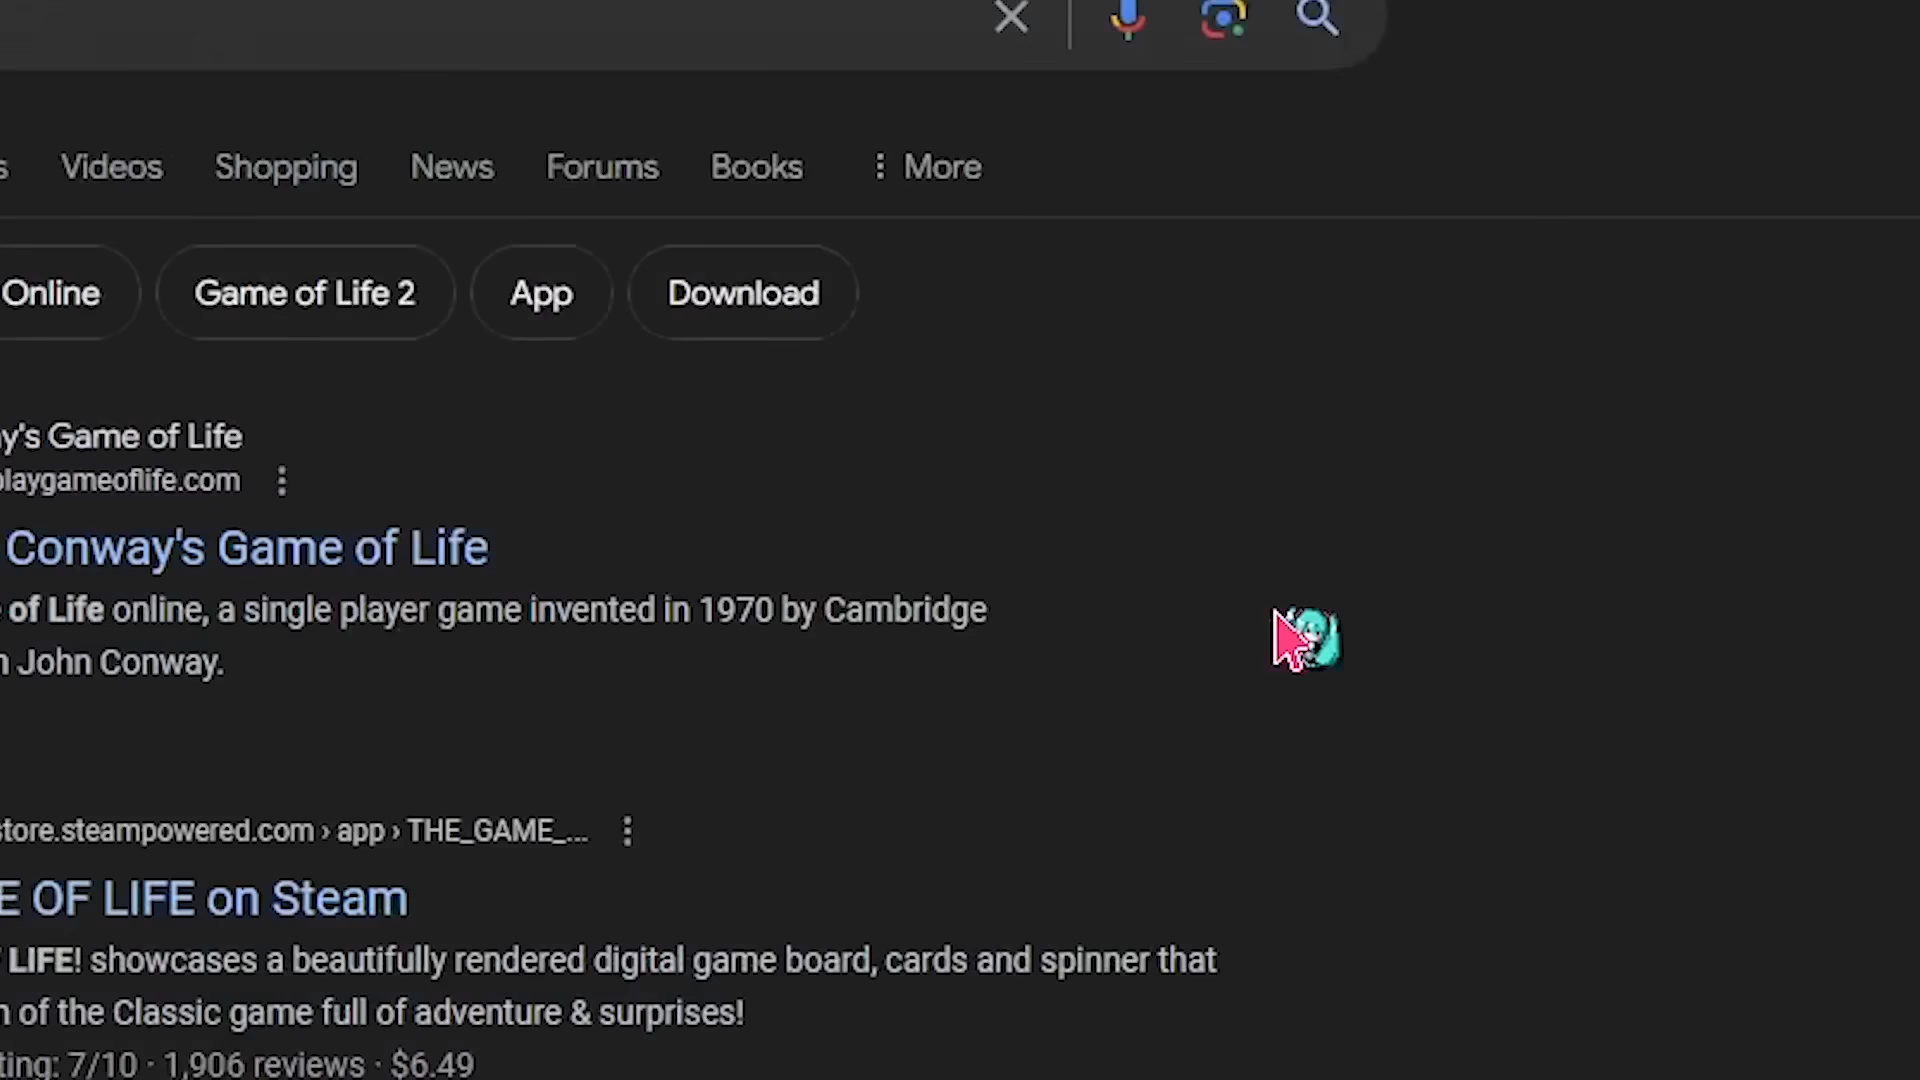 Videos Shopping News Forums Books More
Online Game of Life 2 App Download
y's Game of Life
playgameoflife.com
Conway's Game of Life
of Life online, a single player game invented in 1970 by Cambridge
John Conway.
store.steampowered.com › app › THE_GAME_...
E OF LIFE on Steam
LIFE! showcases a beautifully rendered digital game board, cards and spinner that
of the Classic game full of adventure & surprises!
ting: 7/10 · 1,906 reviews · $6.49